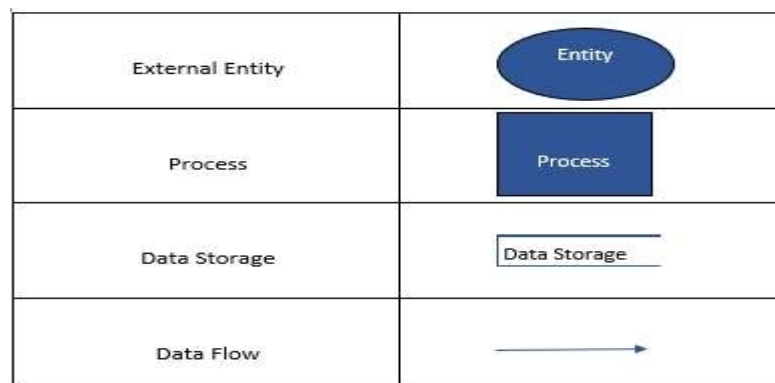 External Entity
Entity
Process
Process
Data Storage
Data Storage
Data Flow